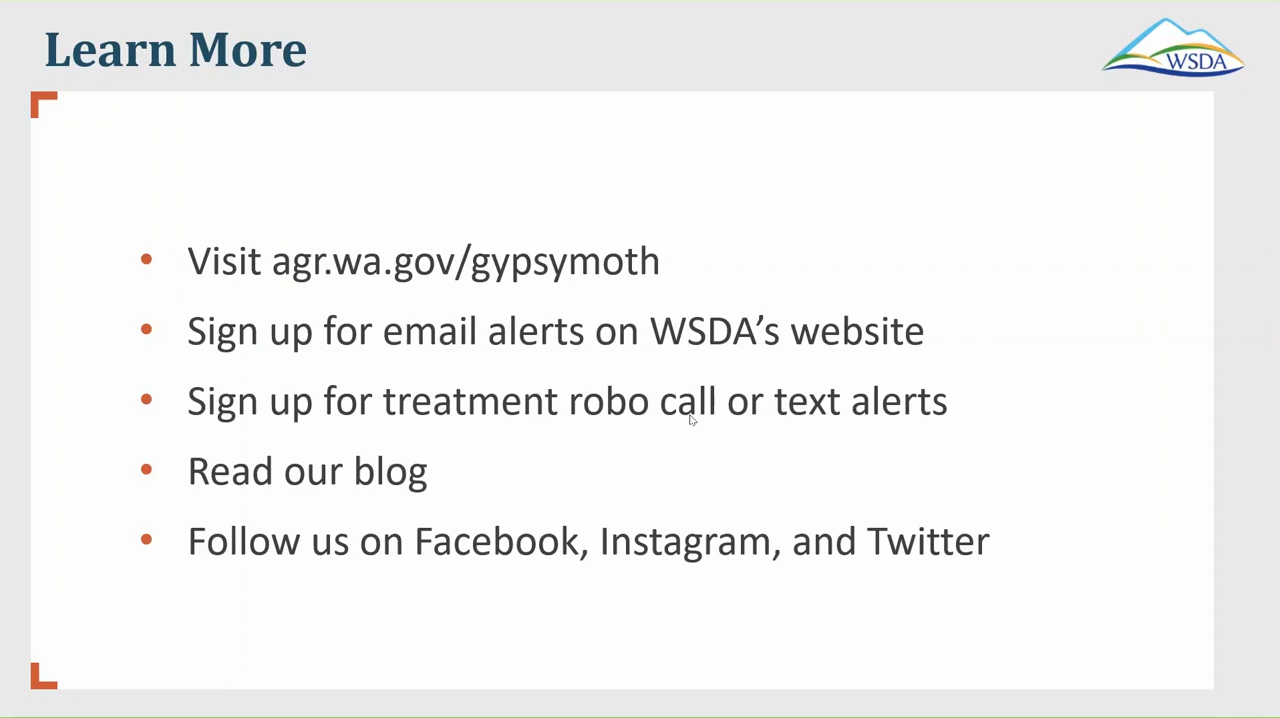 Learn More
WSDA
• Visit agr.wa.gov/gypsymoth
• Sign up for email alerts on WSDA’s website
• Sign up for treatment robo call or text alerts
• Read our blog
• Follow us on Facebook, Instagram, and Twitter